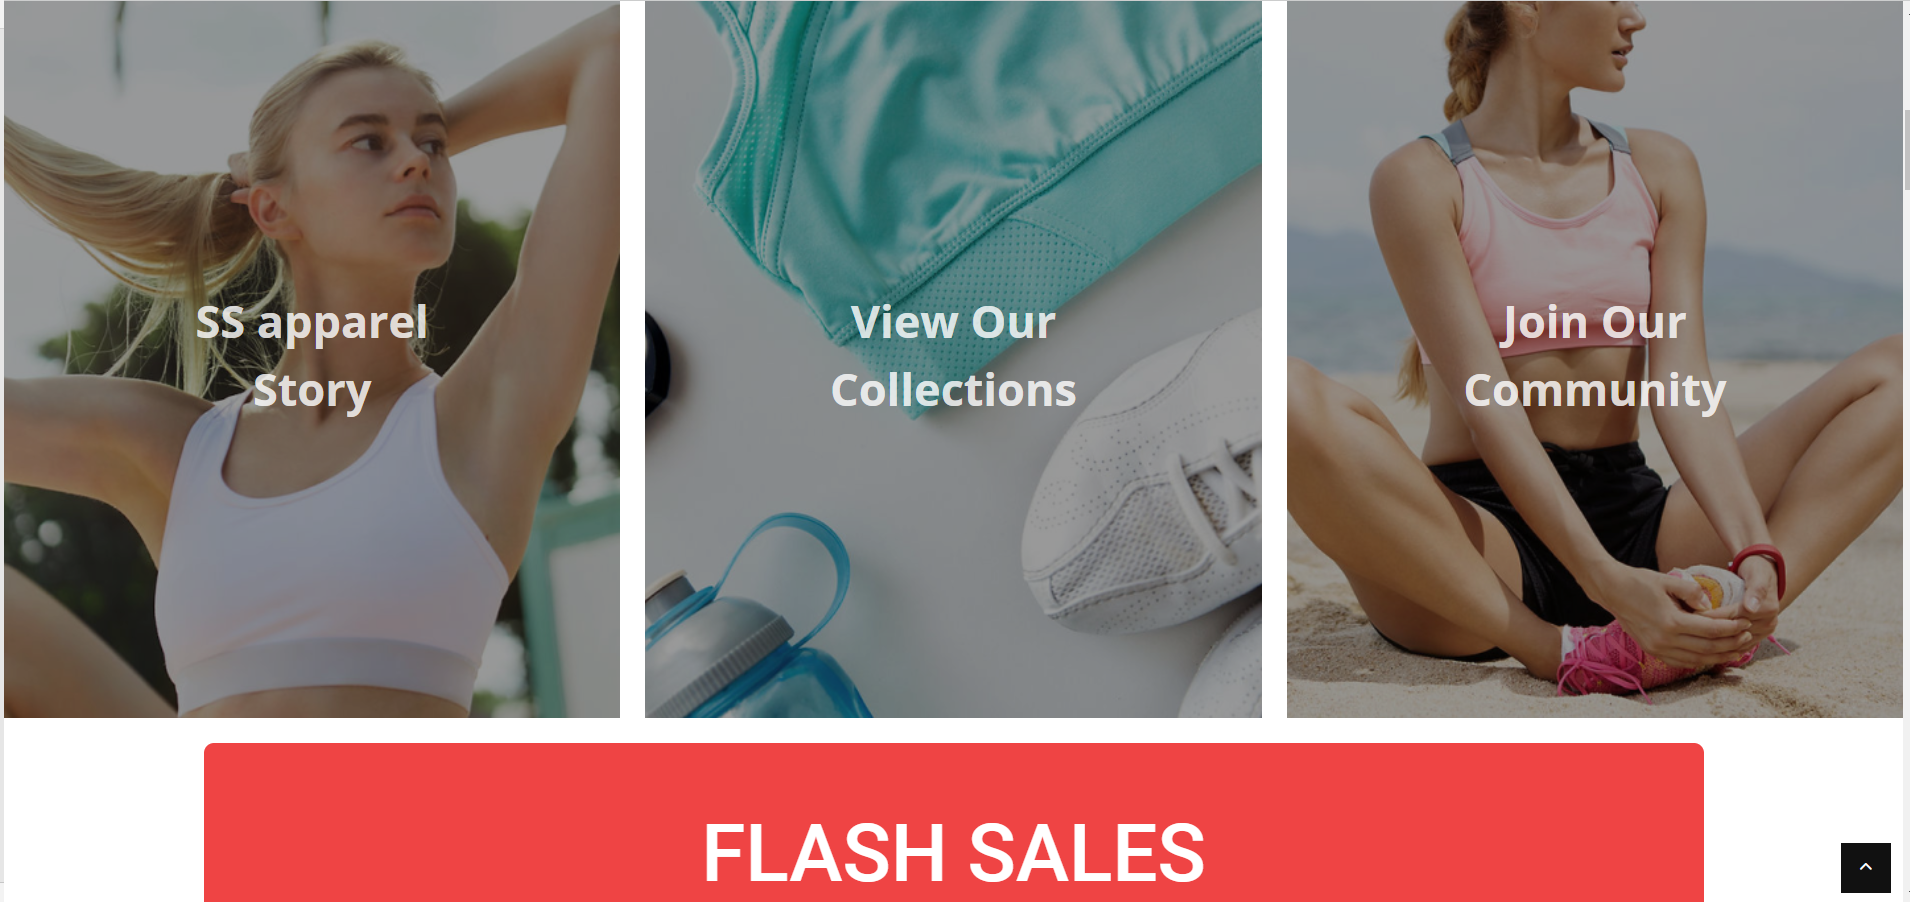 SS apparel
Story
View Our
Collections
Join Our
Community
FLASH SALES